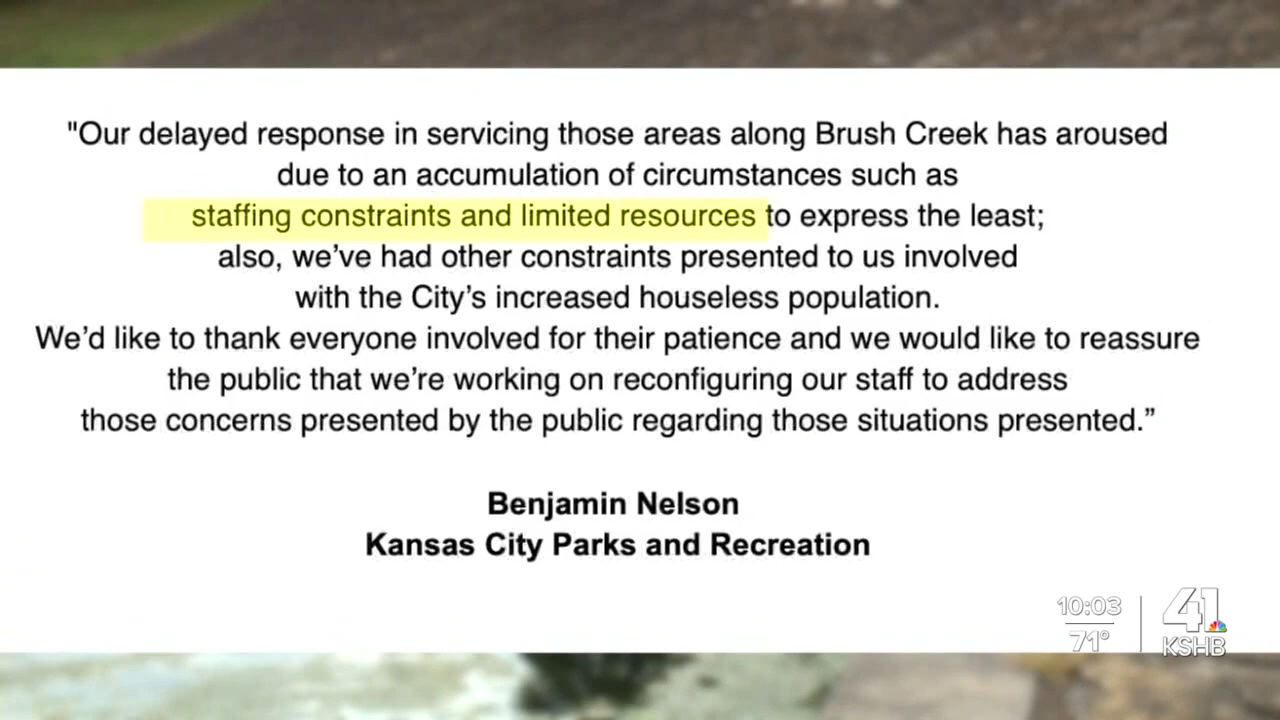 "Our delayed response in servicing those areas along Brush Creek has aroused
due to an accumulation of circumstances such as
staffing constraints and limited resources to express the least;
also, we’ve had other constraints presented to us involved
with the City’s increased houseless population.
We’d like to thank everyone involved for their patience and we would like to reassure
the public that we’re working on reconfiguring our staff to address
those concerns presented by the public regarding those situations presented.”
Benjamin Nelson
Kansas City Parks and Recreation
10:03
71°
41
KSHB